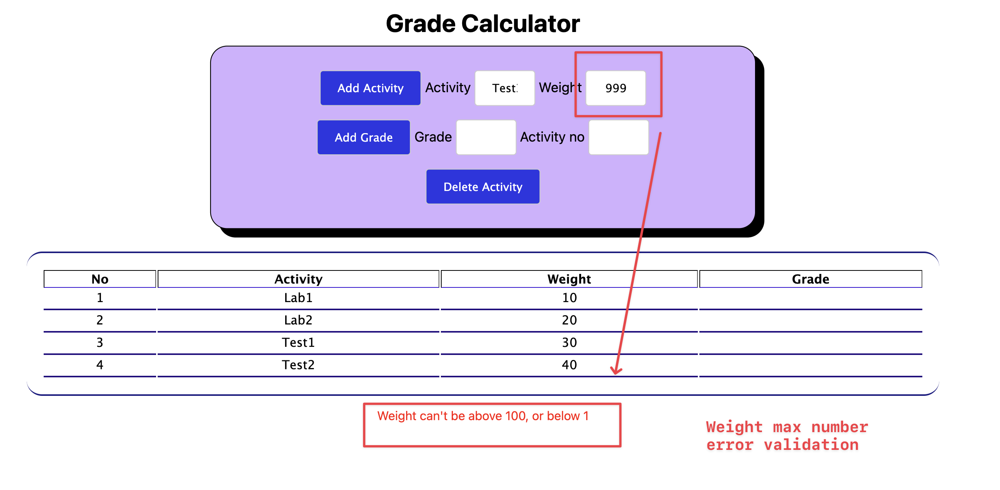 Grade Calculator
Add Activity Activity Test Weight 999
Add Grade Grade Activity no
Delete Activity
No Activity Weight Grade
1 Lab1 10
2 Lab2 20
3 Test1 30
4 Test2 40
Weight can't be above 100, or below 1
Weight max number
error validation